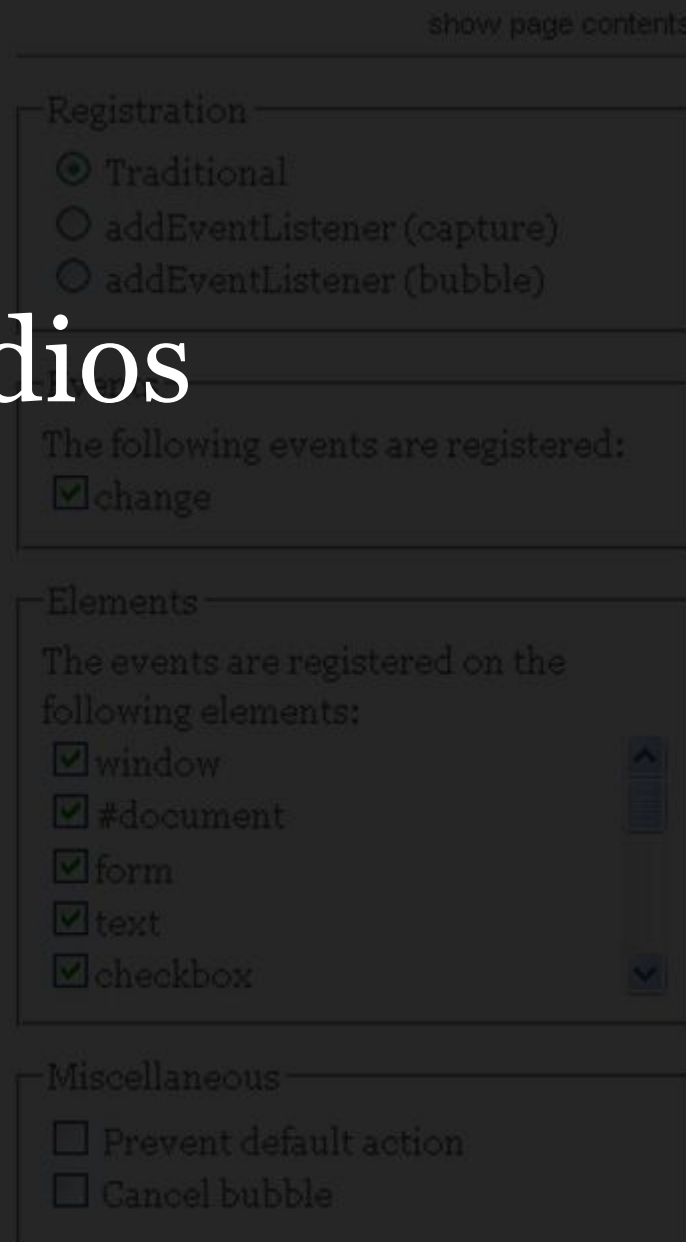 show page contents
Registration
Traditional
addEventListener (capture)
addEventListener (bubble)
dios
Events
The following events are registered:
change
Elements
The events are registered on the
following elements:
window
#document
form
text
checkbox
Miscellaneous
Prevent default action
Cancel bubble